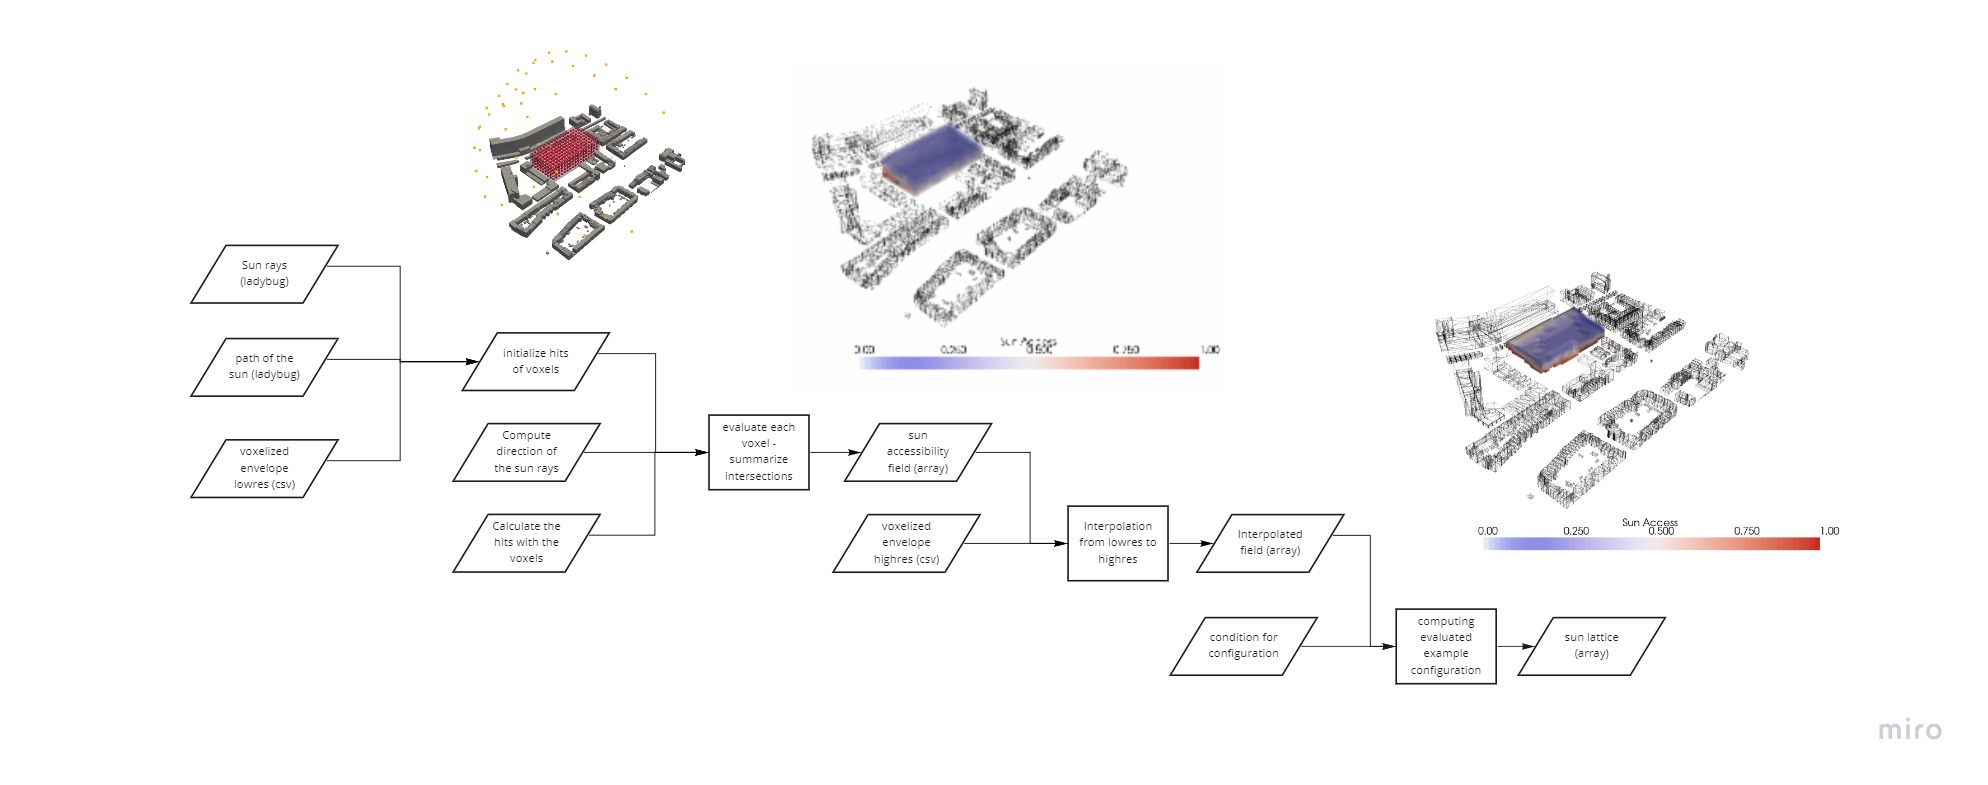 Sun rays
(ladybug)
path of the
sun (ladybug)
voxelized
envelope
lowres (csv)
initialize hits
of voxels
Compute
direction of
the sun rays
Calculate the
hits with the
voxels
evaluate each
voxel -
summarize
intersections
sun
accessibility
field (array)
voxelized
envelope
highres (csv)
Interpolation
from lowres to
highres
Interpolated
field (array)
condition for
configuration
computing
evaluated
example
configuration
sun lattice
(array)
Sun Access
0.00 0.250 0.500 0.750 1.00
Sun Access
0.00 0.250 0.500 0.750 1.00
miro